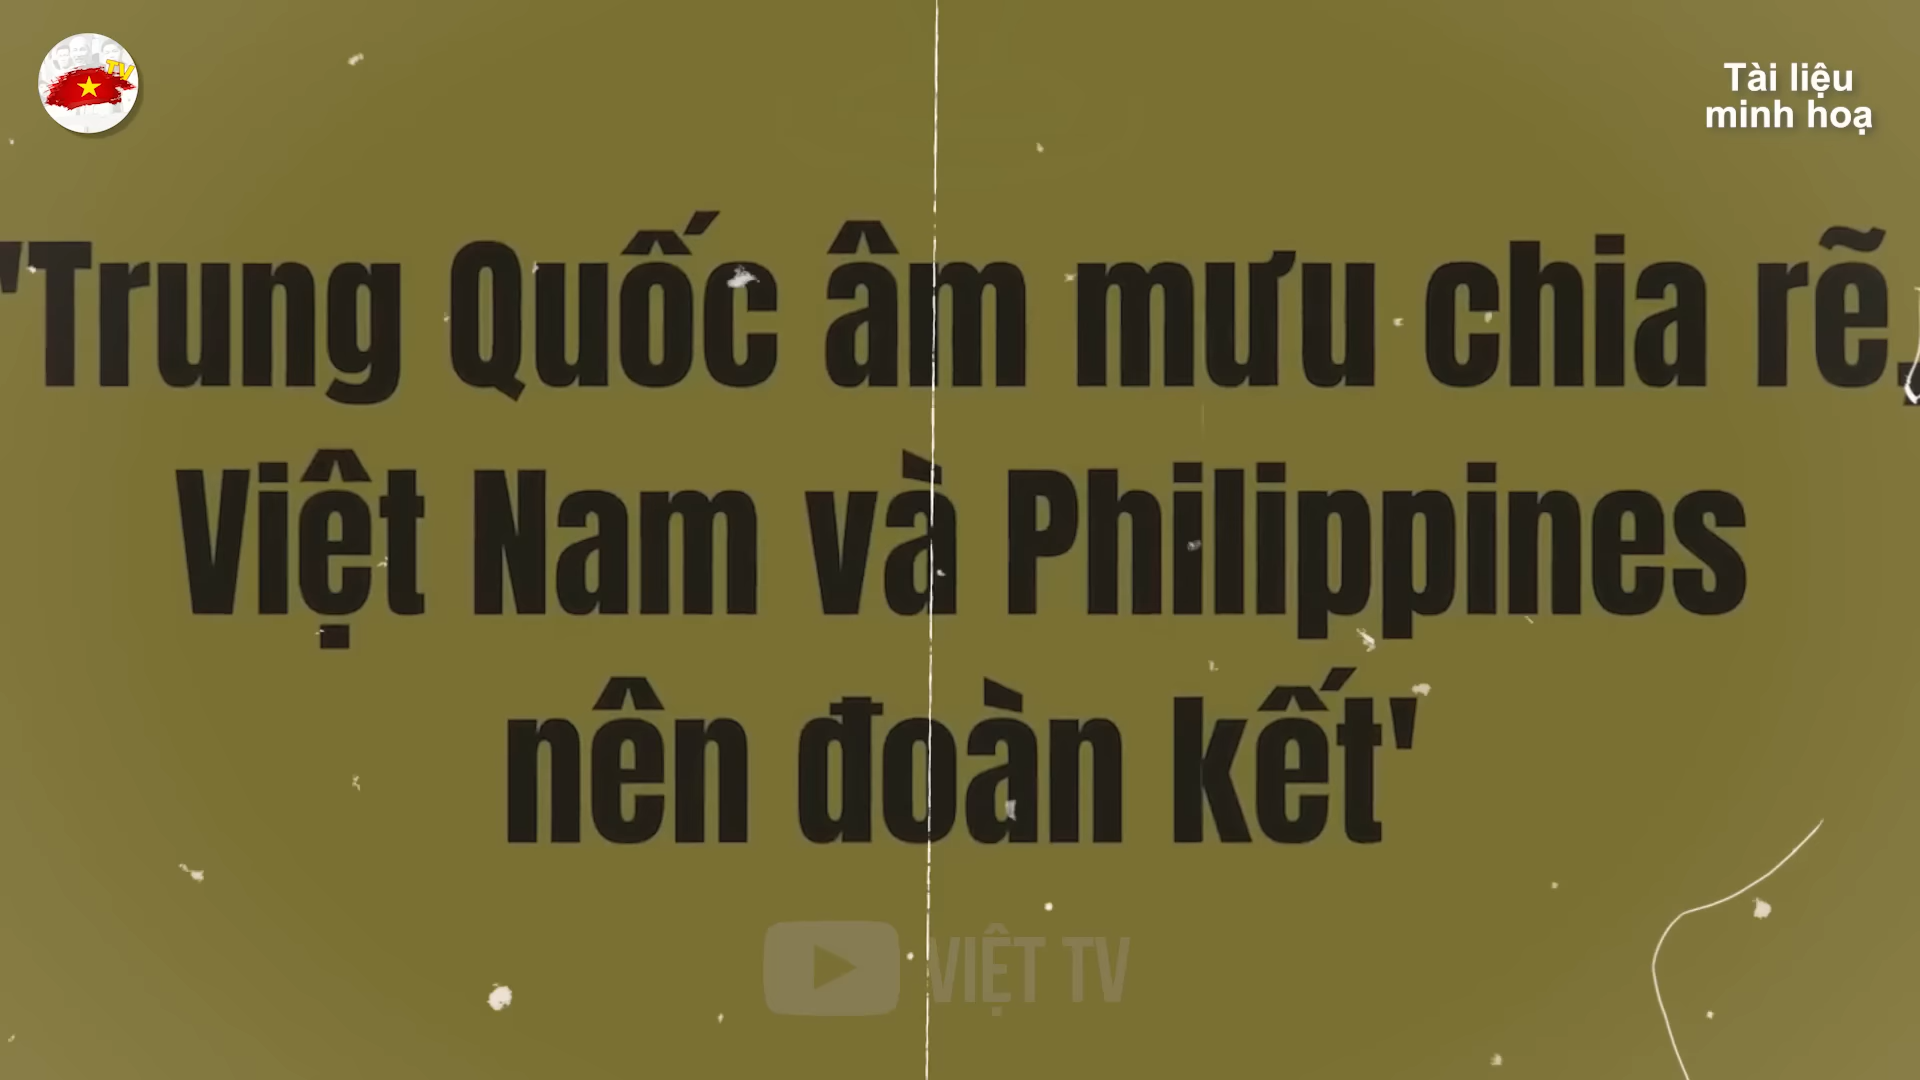 TV
Tài liệu
minh hoạ
"Trung Quốc âm mưu chia rẽ,
Việt Nam và Philippines
nên đoàn kết'
VIỆT TV